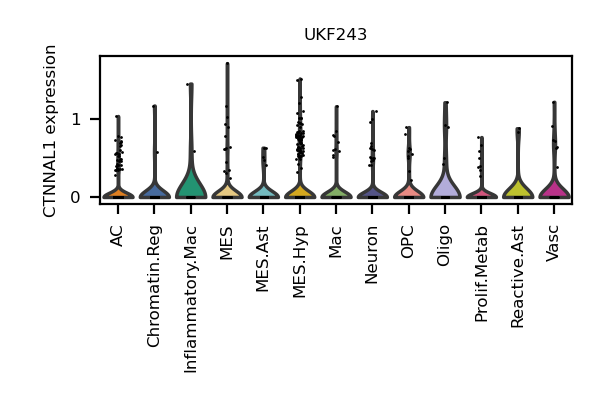 UKF243
CTNNAL1 expression
1
0
AC
Chromatin.Reg
Inflammatory.Mac
MES
MES.Ast
MES.Hyp
Mac
Neuron
OPC
Oligo
Prolif.Metab
Reactive.Ast
Vasc